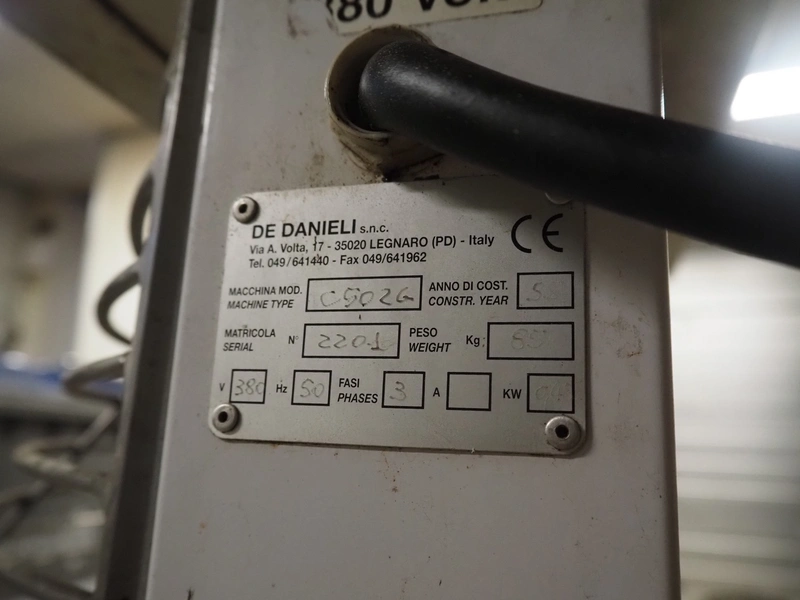 80 VOLT
DE DANIELI s.n.c.
Via A. Volta, 17 - 35020 LEGNARO (PD) - Italy
Tel. 049/641440 - Fax 049/641962
CE
MACCHINA MOD. MACHINE TYPE C502G ANNO DI COST. CONSTR. YEAR
MATRICOLA SERIAL N° 2201 PESO WEIGHT Kg:
V 380 Hz 50 FASI PHASES 3 A KW